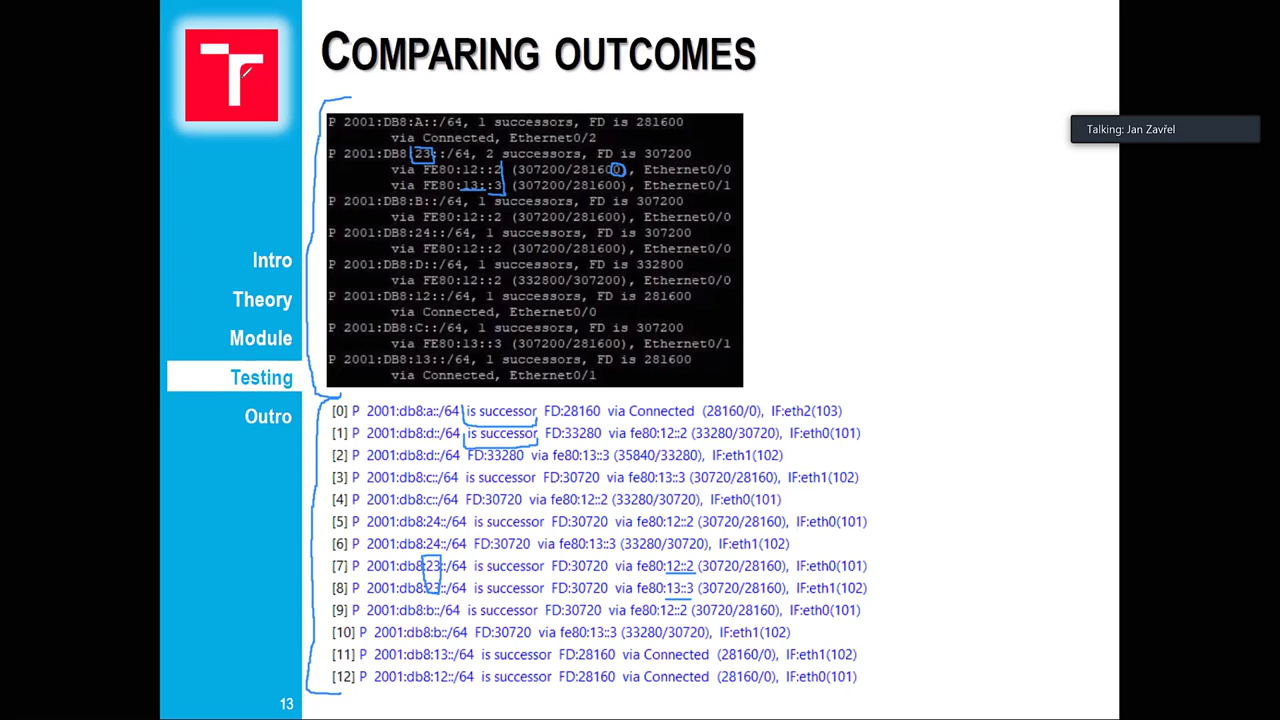 COMPARING OUTCOMES
Talking: Jan Zavřel
P 2001:DB8:A::/64, 1 successors, FD is 281600
via Connected, Ethernet0/2
P 2001:DB8:23::/64, 2 successors, FD is 307200
via FE80:12::2 (307200/281600), Ethernet0/0
via FE80:13::3 (307200/281600), Ethernet0/1
P 2001:DB8:B::/64, 1 successors, FD is 307200
via FE80:12::2 (307200/281600), Ethernet0/0
P 2001:DB8:24::/64, 1 successors, FD is 307200
via FE80:12::2 (307200/281600), Ethernet0/0
P 2001:DB8:D::/64, 1 successors, FD is 332800
via FE80:12::2 (332800/307200), Ethernet0/0
P 2001:DB8:12::/64, 1 successors, FD is 281600
via Connected, Ethernet0/0
P 2001:DB8:C::/64, 1 successors, FD is 307200
via FE80:13::3 (307200/281600), Ethernet0/1
P 2001:DB8:13::/64, 1 successors, FD is 281600
via Connected, Ethernet0/1
Intro
Theory
Module
Testing
Outro
[0] P 2001:db8:a::/64 is successor FD:28160 via Connected (28160/0), IF:eth2(103)
[1] P 2001:db8:d::/64 is successor FD:33280 via fe80:12::2 (33280/30720), IF:eth0(101)
[2] P 2001:db8:d::/64 FD:33280 via fe80:13::3 (35840/33280), IF:eth1(102)
[3] P 2001:db8:c::/64 is successor FD:30720 via fe80:13::3 (30720/28160), IF:eth1(102)
[4] P 2001:db8:c::/64 FD:30720 via fe80:12::2 (33280/30720), IF:eth0(101)
[5] P 2001:db8:24::/64 is successor FD:30720 via fe80:12::2 (30720/28160), IF:eth0(101)
[6] P 2001:db8:24::/64 FD:30720 via fe80:13::3 (33280/30720), IF:eth1(102)
[7] P 2001:db8:23::/64 is successor FD:30720 via fe80:12::2 (30720/28160), IF:eth0(101)
[8] P 2001:db8:23::/64 is successor FD:30720 via fe80:13::3 (30720/28160), IF:eth1(102)
[9] P 2001:db8:b::/64 is successor FD:30720 via fe80:12::2 (30720/28160), IF:eth0(101)
[10] P 2001:db8:b::/64 FD:30720 via fe80:13::3 (33280/30720), IF:eth1(102)
[11] P 2001:db8:13::/64 is successor FD:28160 via Connected (28160/0), IF:eth1(102)
[12] P 2001:db8:12::/64 is successor FD:28160 via Connected (28160/0), IF:eth0(101)
13